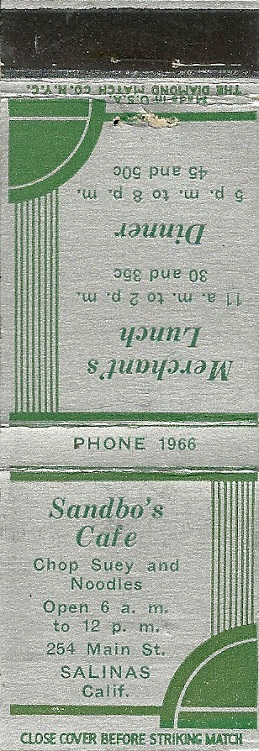 Made in U.S.A.
THE DIAMOND MATCH CO. N.Y.C.
Merchant's
Lunch
11 a. m. to 2 p. m.
30 and 35c
Dinner
5 p. m. to 8 p. m.
45 and 50c
PHONE 1966
Sandbo's
Cafe
Chop Suey and
Noodles
Open 6 a. m.
to 12 p. m.
254 Main St.
SALINAS
Calif.
CLOSE COVER BEFORE STRIKING MATCH